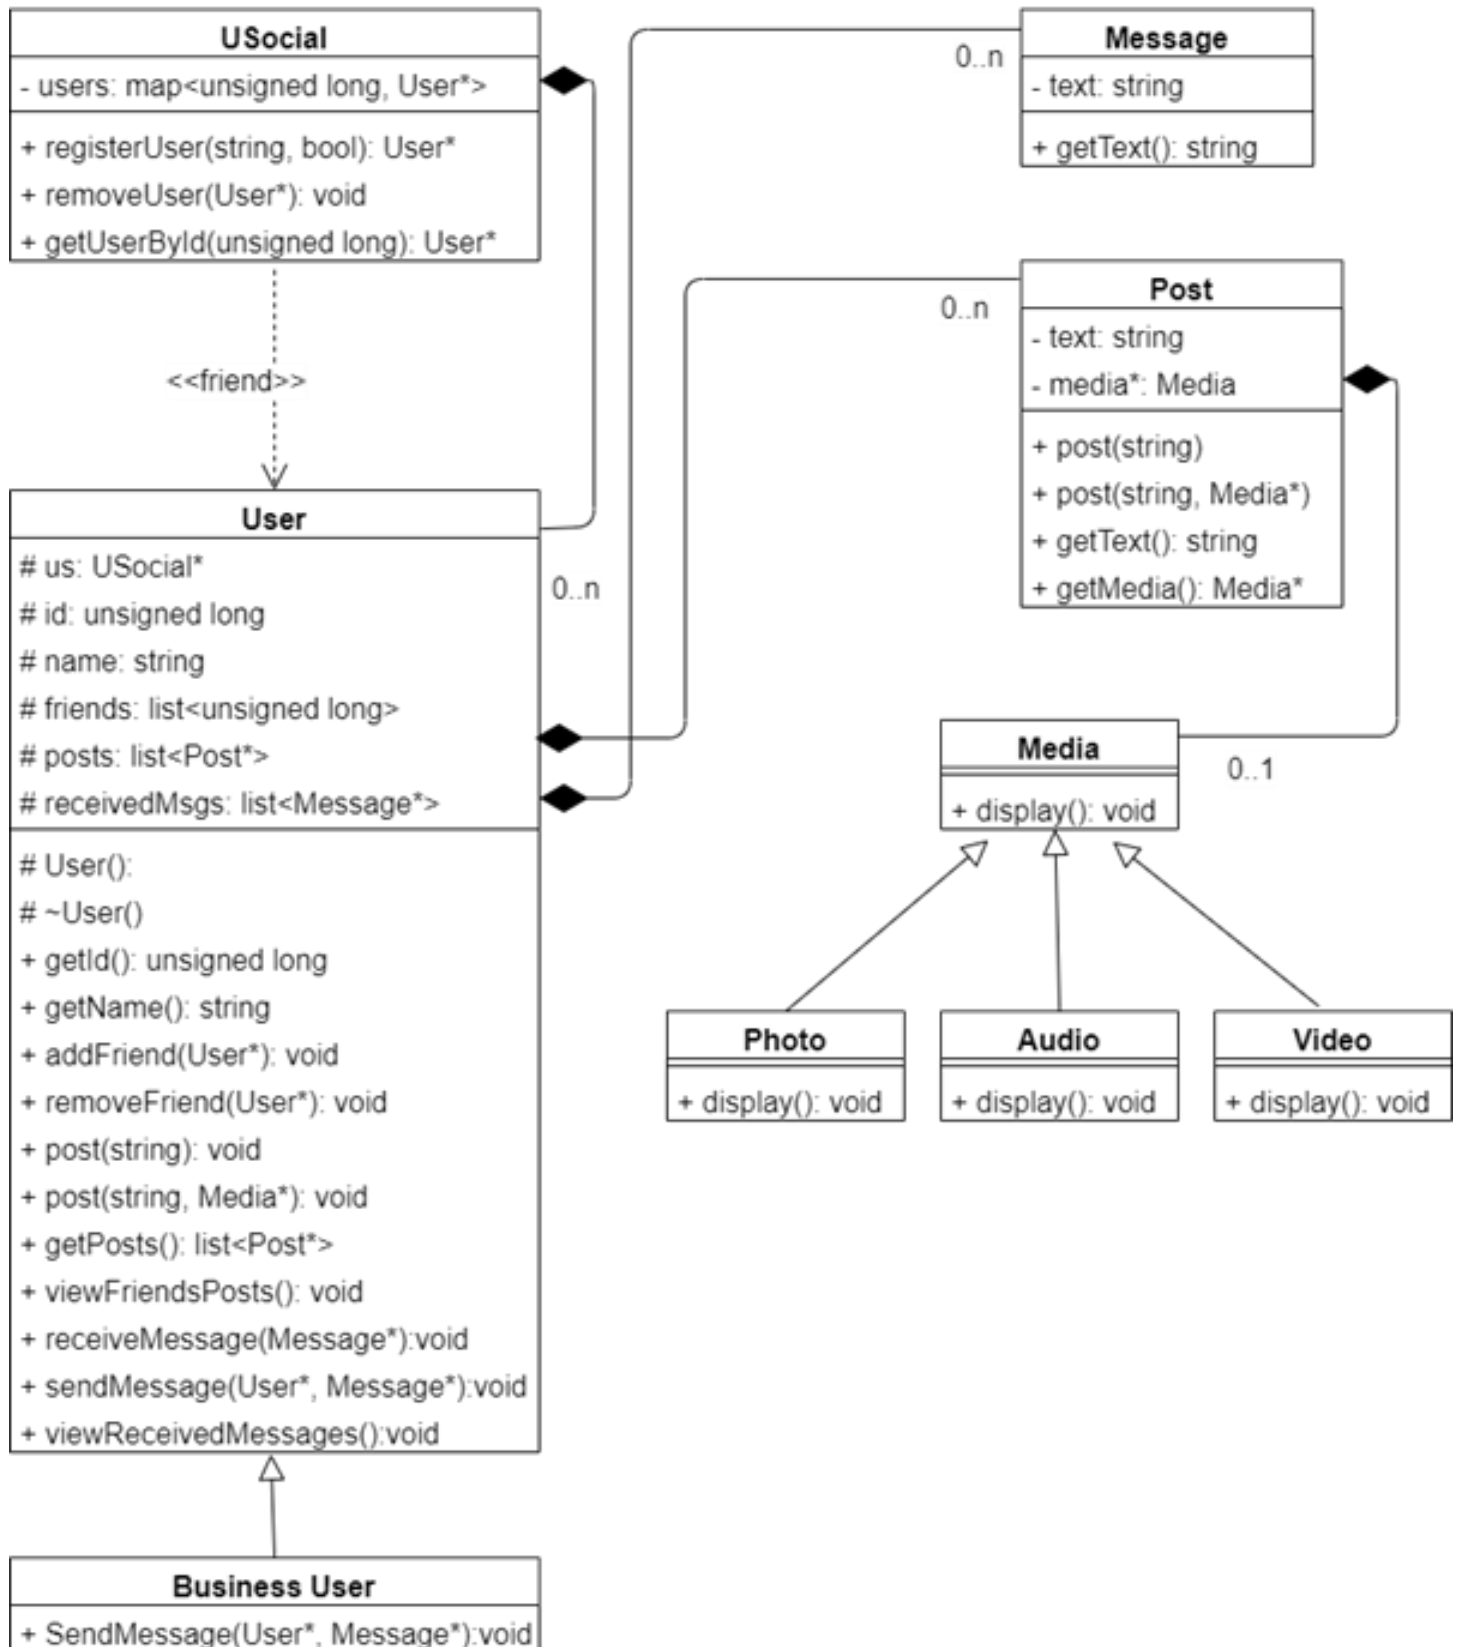 USocial
- users: map<unsigned long, User*>
+ registerUser(string, bool): User*
+ removeUser(User*): void
+ getUserById(unsigned long): User*
<<friend>>
User
# us: USocial*
# id: unsigned long
# name: string
# friends: list<unsigned long>
# posts: list<Post*>
# receivedMsgs: list<Message*>
# User():
# ~User()
+ getId(): unsigned long
+ getName(): string
+ addFriend(User*): void
+ removeFriend(User*): void
+ post(string): void
+ post(string, Media*): void
+ getPosts(): list<Post*>
+ viewFriendsPosts(): void
+ receiveMessage(Message*):void
+ sendMessage(User*, Message*):void
+ viewReceivedMessages():void
Business User
+ SendMessage(User*, Message*):void
0..n
0..n
Message
- text: string
+ getText(): string
0..n
Post
- text: string
- media*: Media
+ post(string)
+ post(string, Media*)
+ getText(): string
+ getMedia(): Media*
Media
+ display(): void
0..1
Photo
+ display(): void
Audio
+ display(): void
Video
+ display(): void